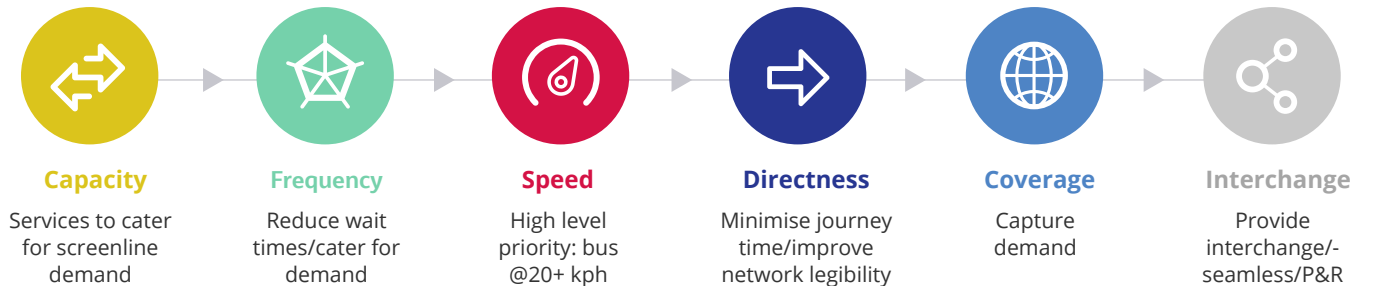 Capacity
Services to cater
for screenline
demand
Frequency
Reduce wait
times/cater for
demand
Speed
High level
priority: bus
@20+ kph
Directness
Minimise journey
time/improve
network legibility
Coverage
Capture
demand
Interchange
Provide
interchange/-
seamless/P&R